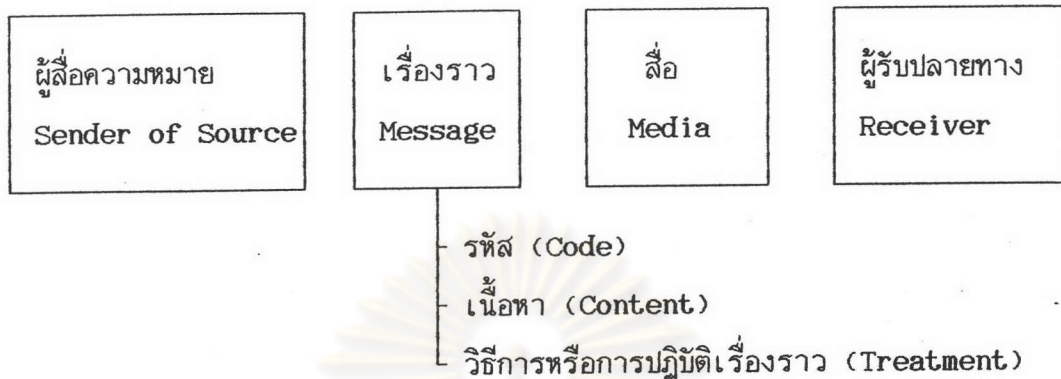 ผู้สื่อความหมาย
Sender of Source
เรื่องราว
Message
สื่อ
Media
ผู้รับปลายทาง
Receiver
รหัส (Code)
เนื้อหา (Content)
วิธีการหรือการปฏิบัติเรื่องราว (Treatment)